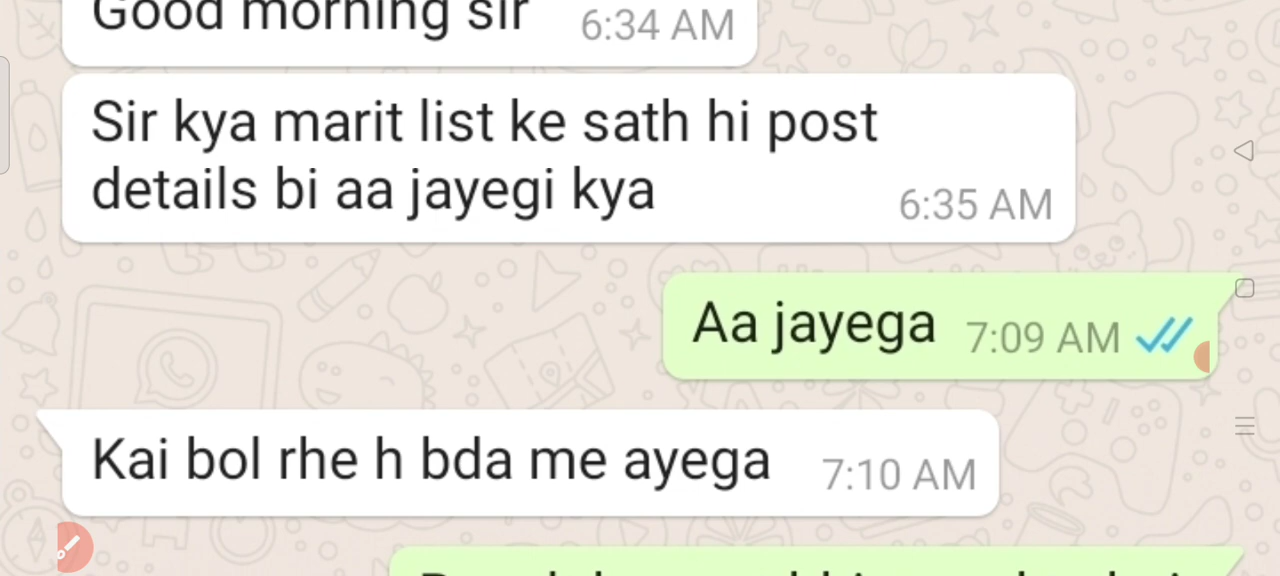 Good morning sir 6:34 AM
Sir kya marit list ke sath hi post
details bi aa jayegi kya 6:35 AM
Aa jayega 7:09 AM
Kai bol rhe h bda me ayega 7:10 AM